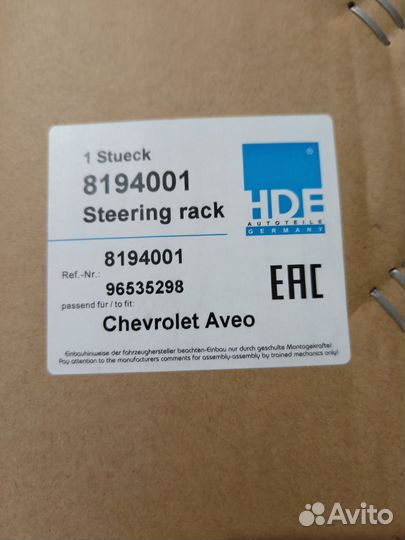 1 Stueck
8194001
Steering rack
®
HDE
AUTOTEILE
GERMANY
8194001
Ref.-Nr.:
96535298
passend für / to fit:
Chevrolet Aveo
EAC
Einbauhinweise der fahrzeughersteller beachten-Einbau nur durch geschulte Montagekrafte!
Pay attention to the manufacturers comments for assembly-assembly by trained mechanics only!
Avito